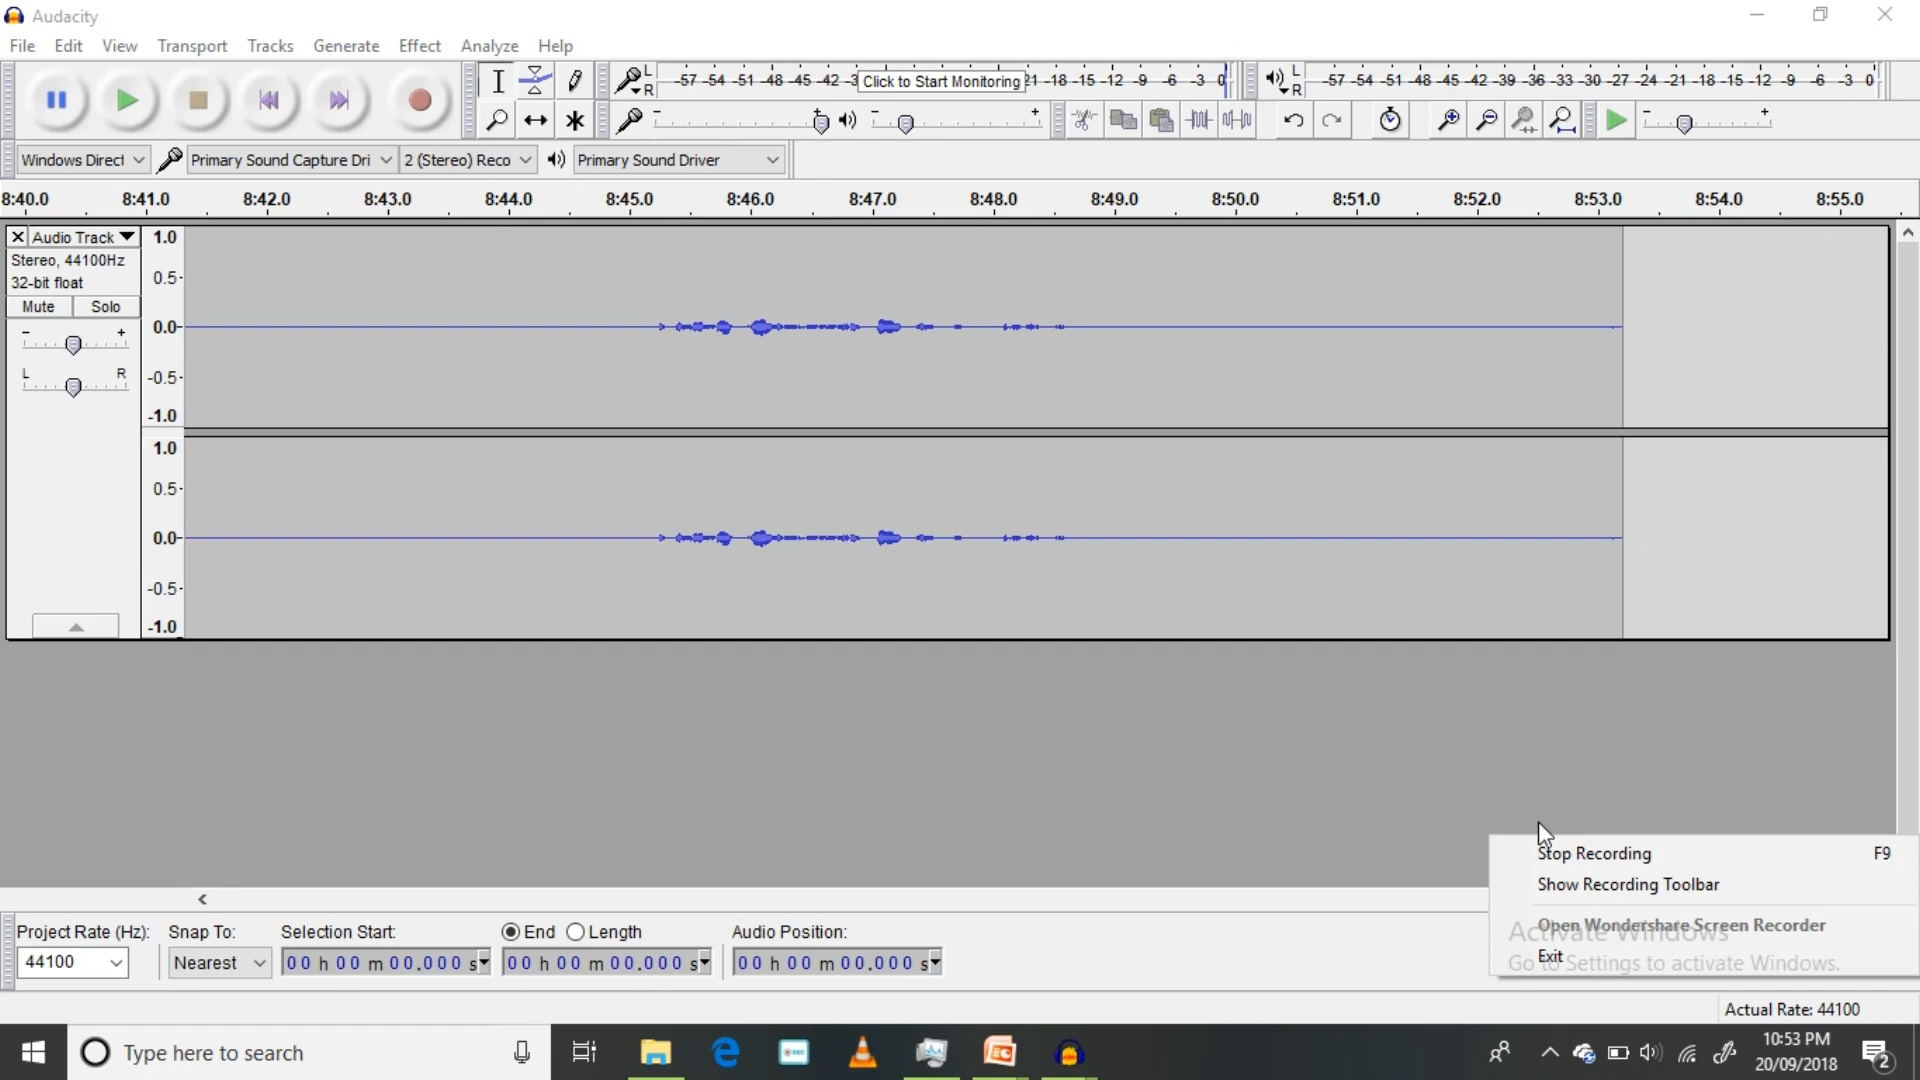 Audacity
File Edit View Transport Tracks Generate Effect Analyze Help
L R -57 -54 -51 -48 -45 -42 -3 Click to Start Monitoring 21 -18 -15 -12 -9 -6 -3 0 L R -57 -54 -51 -48 -45 -42 -39 -36 -33 -30 -27 -24 -21 -18 -15 -12 -9 -6 -3 0
- + - + - +
Windows Direct Primary Sound Capture Dri 2 (Stereo) Reco Primary Sound Driver
8:40.0 8:41.0 8:42.0 8:43.0 8:44.0 8:45.0 8:46.0 8:47.0 8:48.0 8:49.0 8:50.0 8:51.0 8:52.0 8:53.0 8:54.0 8:55.0
X Audio Track 1.0
Stereo, 44100Hz
32-bit float 0.5-
Mute Solo
- + 0.0-
L R -0.5-
-1.0
1.0
0.5-
0.0-
-0.5-
-1.0
Stop Recording F9
Show Recording Toolbar
Open Wondershare Screen Recorder
Exit
Activate Windows
Go to Settings to activate Windows.
Project Rate (Hz): Snap To: Selection Start: End Length Audio Position:
44100 Nearest 00 h 00 m 00.000 s 00 h 00 m 00.000 s 00 h 00 m 00.000 s
Actual Rate: 44100
Type here to search
10:53 PM
20/09/2018
2